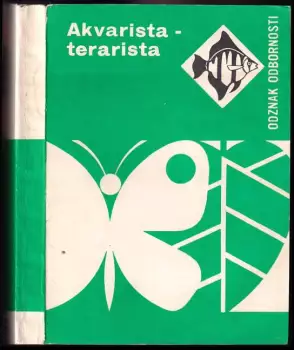 Akvarista -
terarista
ODZNAK ODBORNOSTI